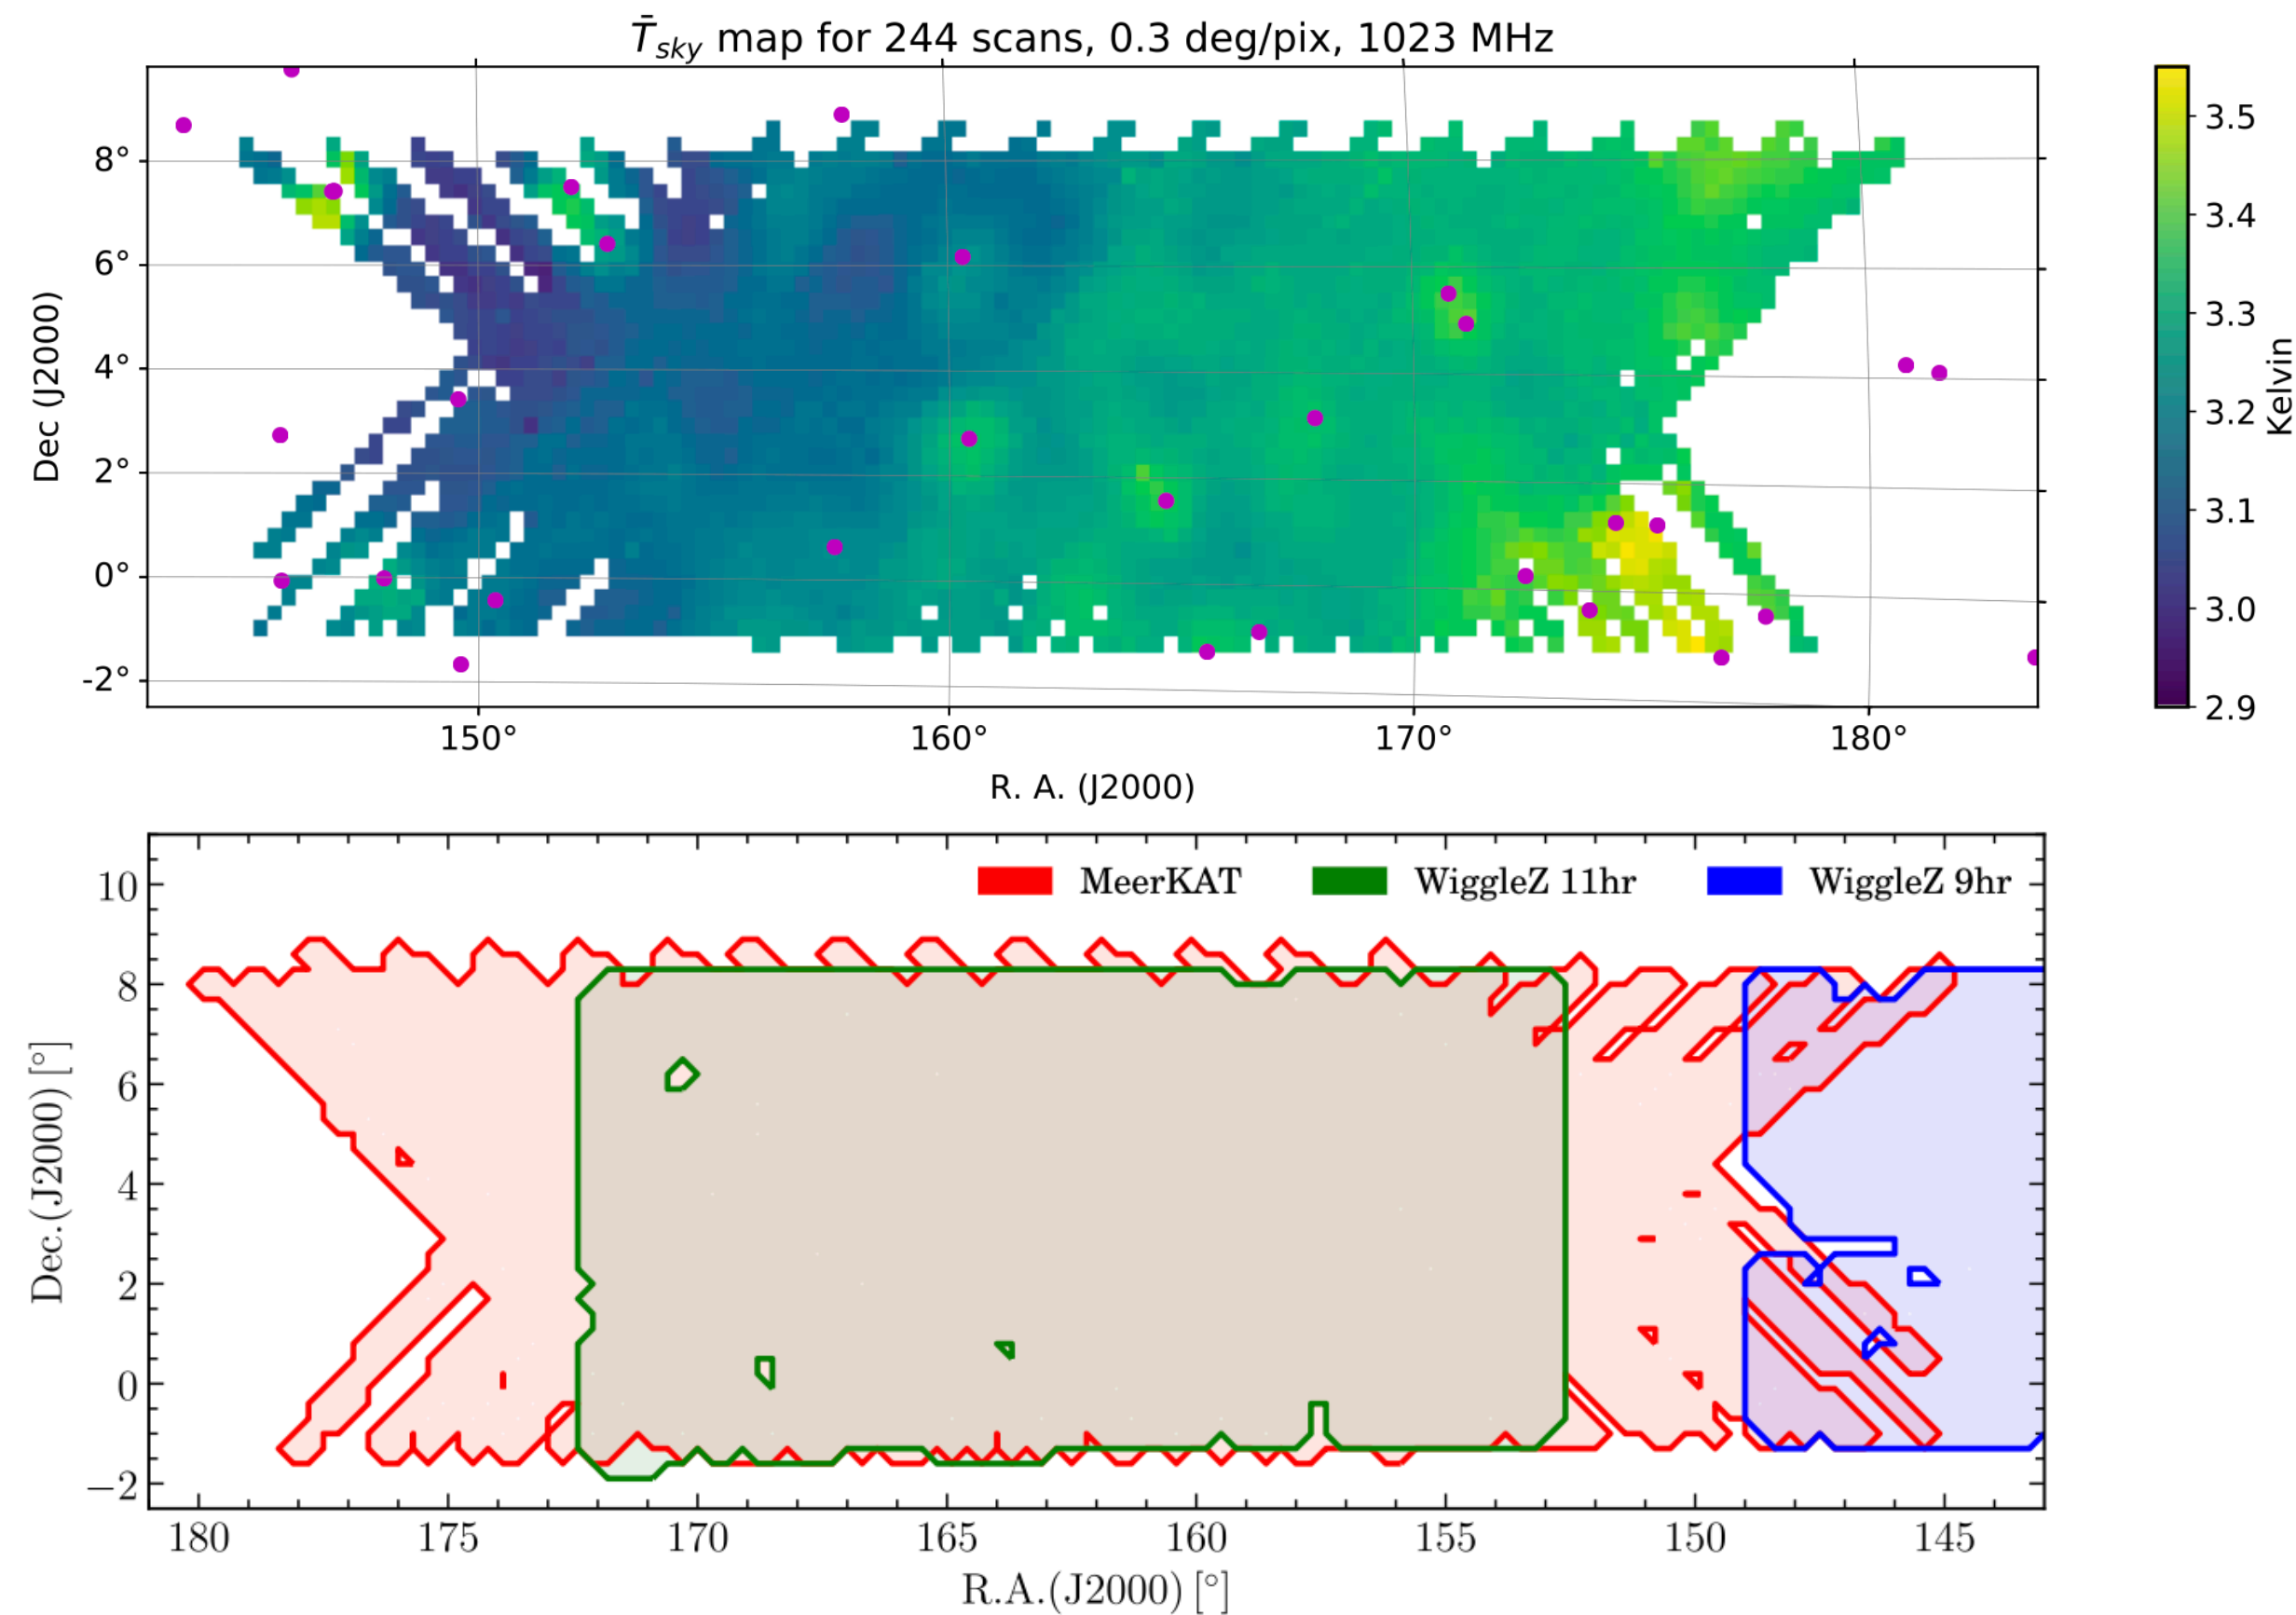 T̄sky map for 244 scans, 0.3 deg/pix, 1023 MHz
8°
6°
4°
2°
0°
-2°
Dec (J2000)
150° 160° 170° 180°
R. A. (J2000)
3.5
3.4
3.3
3.2
3.1
3.0
2.9
Kelvin
MeerKAT WiggleZ 11hr WiggleZ 9hr
10
8
6
4
2
0
−2
Dec.(J2000) [°]
180 175 170 165 160 155 150 145
R.A.(J2000) [°]